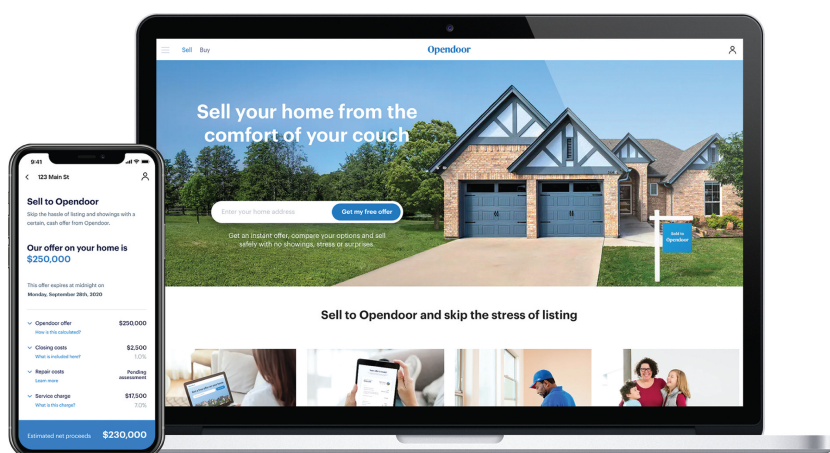 Sell Buy
Opendoor
Sell your home from the
comfort of your couch
Enter your home address
Get my free offer
Get an instant offer, compare your options and sell
safely with no showings, stress or surprises.
Sold to
Opendoor
Sell to Opendoor and skip the stress of listing
9:41
123 Main St
Sell to Opendoor
Skip the hassle of listing and showings with a
certain, cash offer from Opendoor.
Our offer on your home is
$250,000
This offer expires at midnight on
Monday, September 28th, 2020
Opendoor offer $250,000
How is this calculated?
Closing costs $2,500
What is included here? 1.0%
Repair costs Pending
Learn more assessment
Service charge $17,500
What is this charge? 7.0%
Estimated net proceeds $230,000